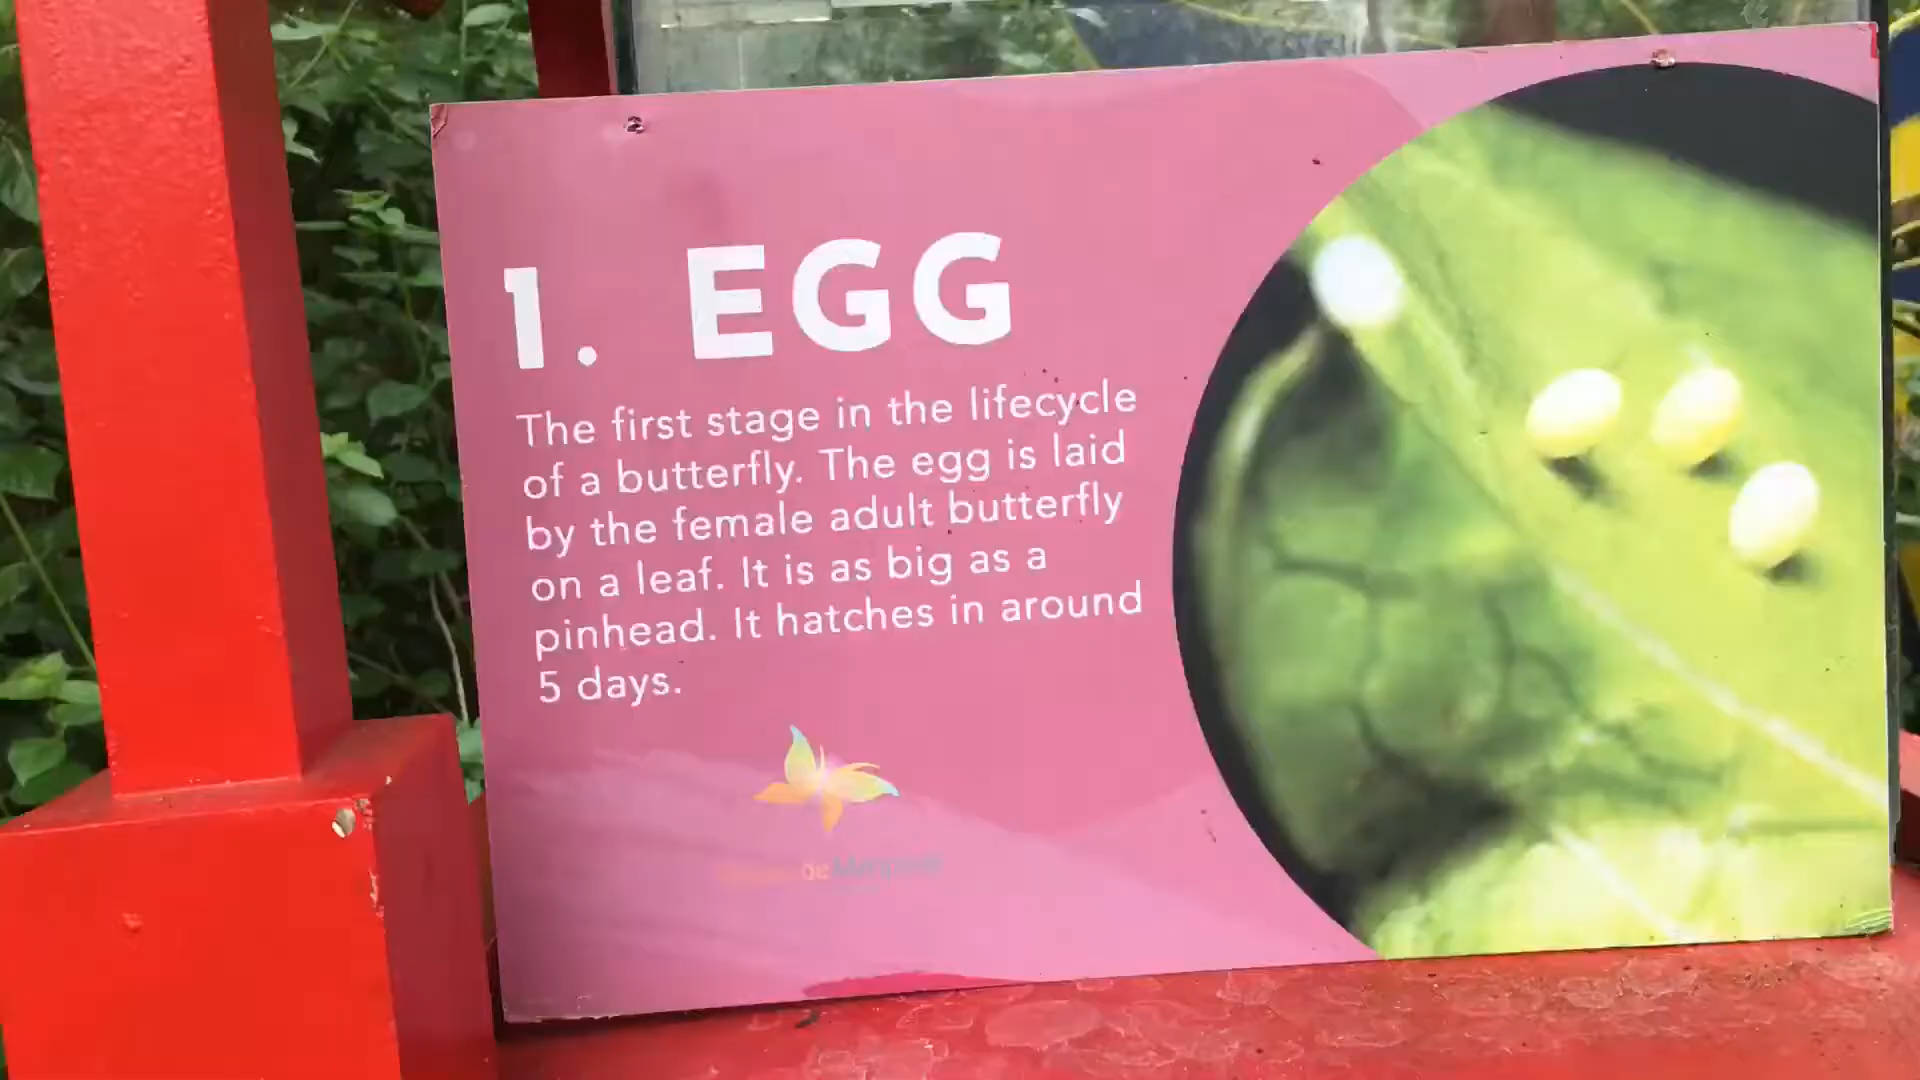 1. EGG
The first stage in the lifecycle
of a butterfly. The egg is laid
by the female adult butterfly
on a leaf. It is as big as a
pinhead. It hatches in around
5 days.
de